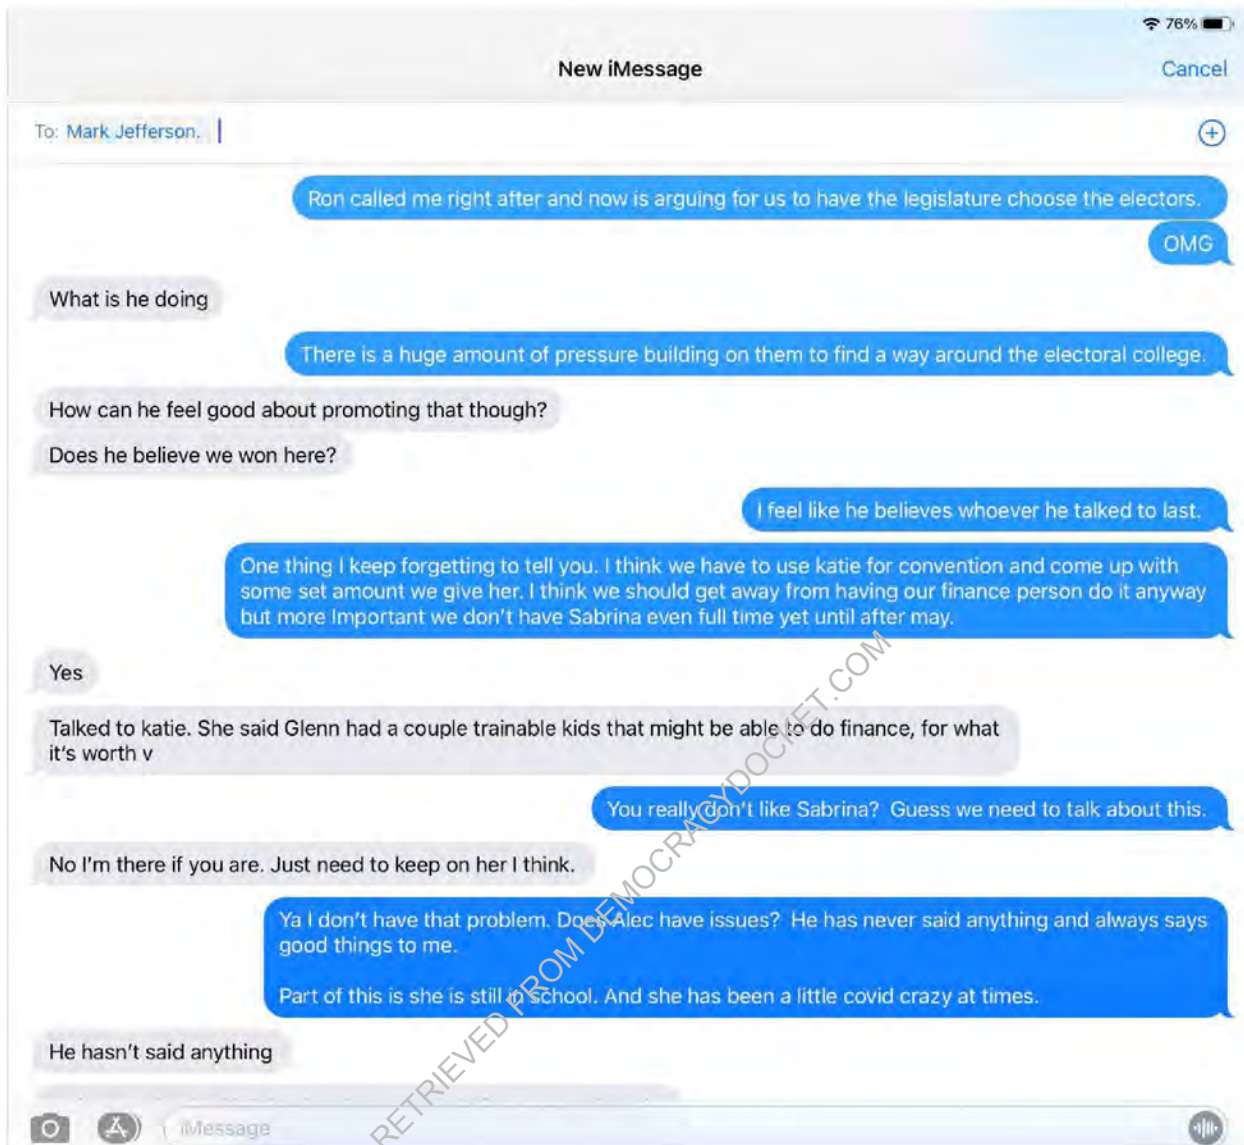 76%
New iMessage
Cancel
To: Mark Jefferson.
Ron called me right after and now is arguing for us to have the legislature choose the electors.
OMG
What is he doing
There is a huge amount of pressure building on them to find a way around the electoral college.
How can he feel good about promoting that though?
Does he believe we won here?
I feel like he believes whoever he talked to last.
One thing I keep forgetting to tell you. I think we have to use katie for convention and come up with
some set amount we give her. I think we should get away from having our finance person do it anyway
but more Important we don't have Sabrina even full time yet until after may.
Yes
Talked to katie. She said Glenn had a couple trainable kids that might be able to do finance, for what
it's worth v
You really don't like Sabrina? Guess we need to talk about this.
No I'm there if you are. Just need to keep on her I think.
Ya I don't have that problem. Does Alec have issues? He has never said anything and always says
good things to me.
Part of this is she is still in school. And she has been a little covid crazy at times.
He hasn't said anything
iMessage
RETRIEVED FROM DEMOCRACYDOCKET.COM